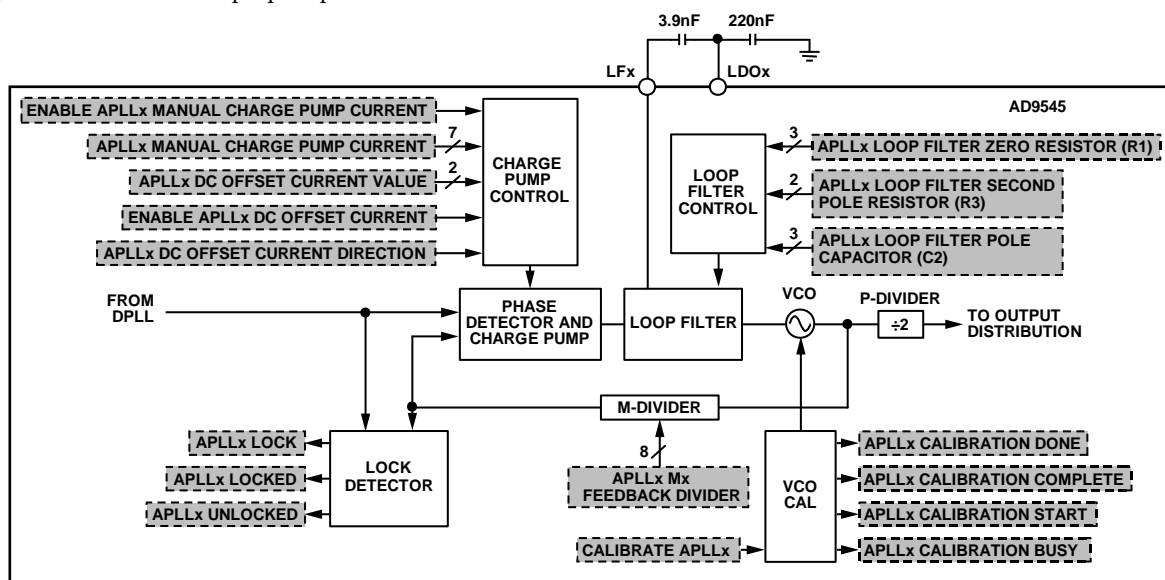 3.9nF
220nF
LFx
LDOx
AD9545
ENABLE APLLx MANUAL CHARGE PUMP CURRENT
7
APLLx MANUAL CHARGE PUMP CURRENT
2
APLLx DC OFFSET CURRENT VALUE
ENABLE APLLx DC OFFSET CURRENT
APLLx DC OFFSET CURRENT DIRECTION
CHARGE
PUMP
CONTROL
LOOP
FILTER
CONTROL
3
APLLx LOOP FILTER ZERO RESISTOR (R1)
2
APLLx LOOP FILTER SECOND
POLE RESISTOR (R3)
3
APLLx LOOP FILTER POLE
CAPACITOR (C2)
FROM
DPLL
PHASE
DETECTOR AND
CHARGE PUMP
LOOP FILTER
VCO
P-DIVIDER
÷2
TO OUTPUT
DISTRIBUTION
M-DIVIDER
8
APLLx Mx
FEEDBACK DIVIDER
APLLx LOCK
APLLx LOCKED
APLLx UNLOCKED
LOCK
DETECTOR
CALIBRATE APLLx
VCO
CAL
APLLx CALIBRATION DONE
APLLx CALIBRATION COMPLETE
APLLx CALIBRATION START
APLLx CALIBRATION BUSY